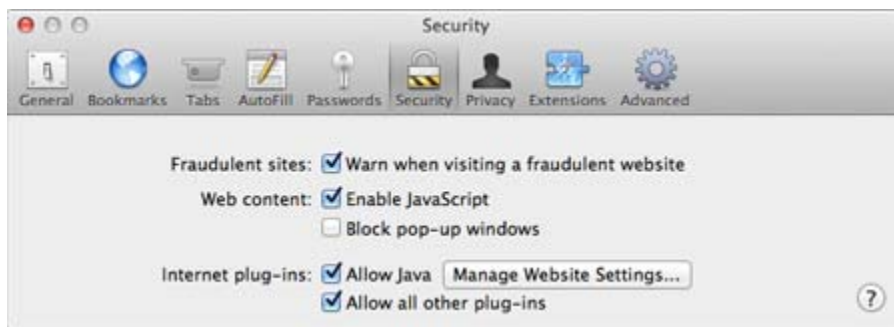 Security
General Bookmarks Tabs AutoFill Passwords Security Privacy Extensions Advanced
Fraudulent sites: Warn when visiting a fraudulent website
Web content: Enable JavaScript
Block pop-up windows
Internet plug-ins: Allow Java Manage Website Settings...
Allow all other plug-ins
?